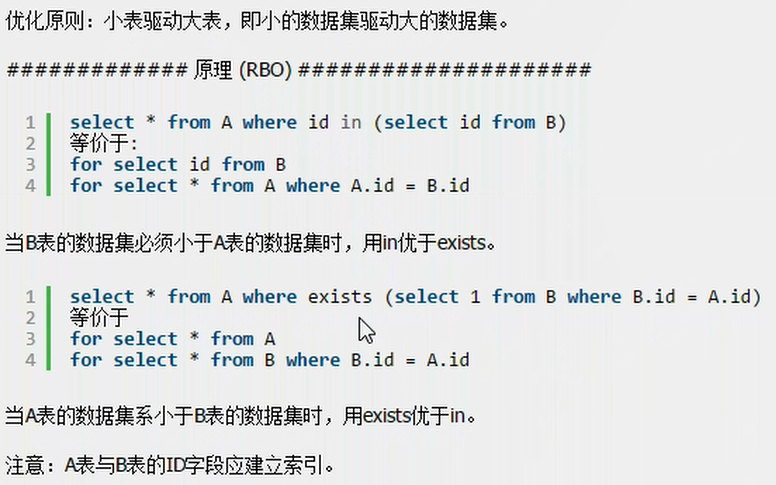 优化原则：小表驱动大表，即小的数据集驱动大的数据集。
############# 原理 (RBO) #####################
1 select * from A where id in (select id from B)
2 等价于:
3 for select id from B
4 for select * from A where A.id = B.id
当B表的数据集必须小于A表的数据集时，用in优于exists。
1 select * from A where exists (select 1 from B where B.id = A.id)
2 等价于
3 for select * from A
4 for select * from B where B.id = A.id
当A表的数据集系小于B表的数据集时，用exists优于in。
注意：A表与B表的ID字段应建立索引。